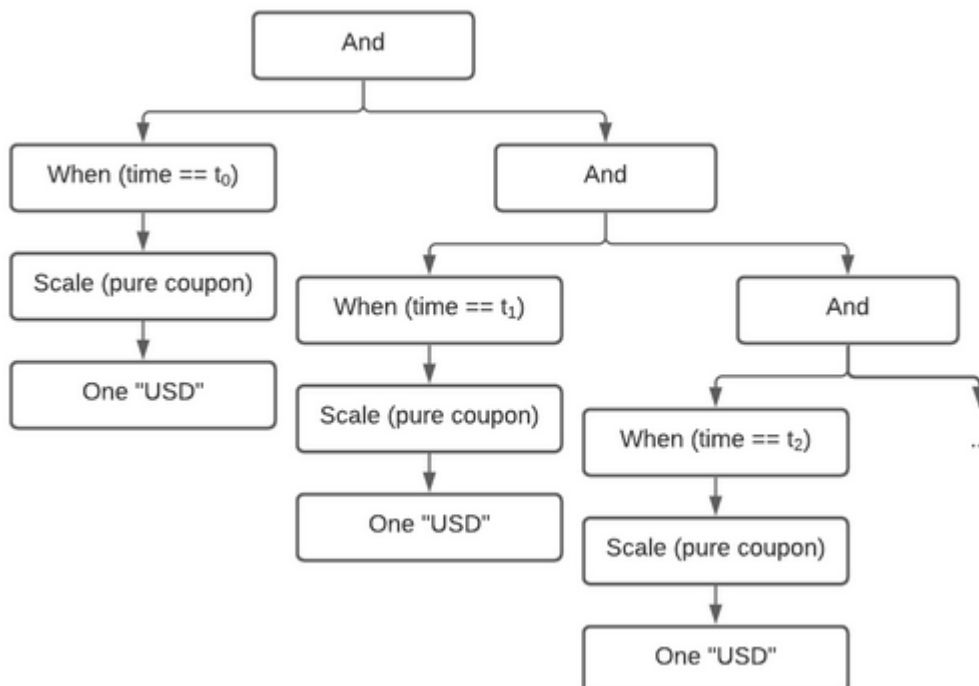 And
When (time == t₀)
And
Scale (pure coupon)
When (time == t₁)
And
One "USD"
Scale (pure coupon)
When (time == t₂)
..
One "USD"
Scale (pure coupon)
One "USD"